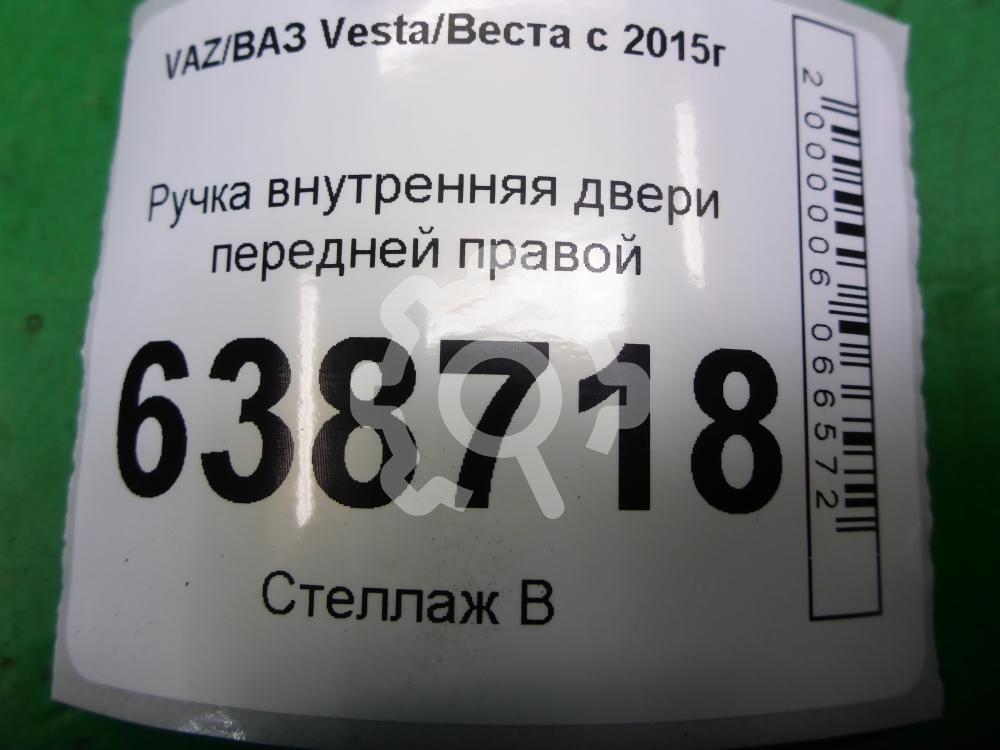 VAZ/ВАЗ Vesta/Веста с 2015г
Ручка внутренняя двери
передней правой
638718
Стеллаж В
2000006066572